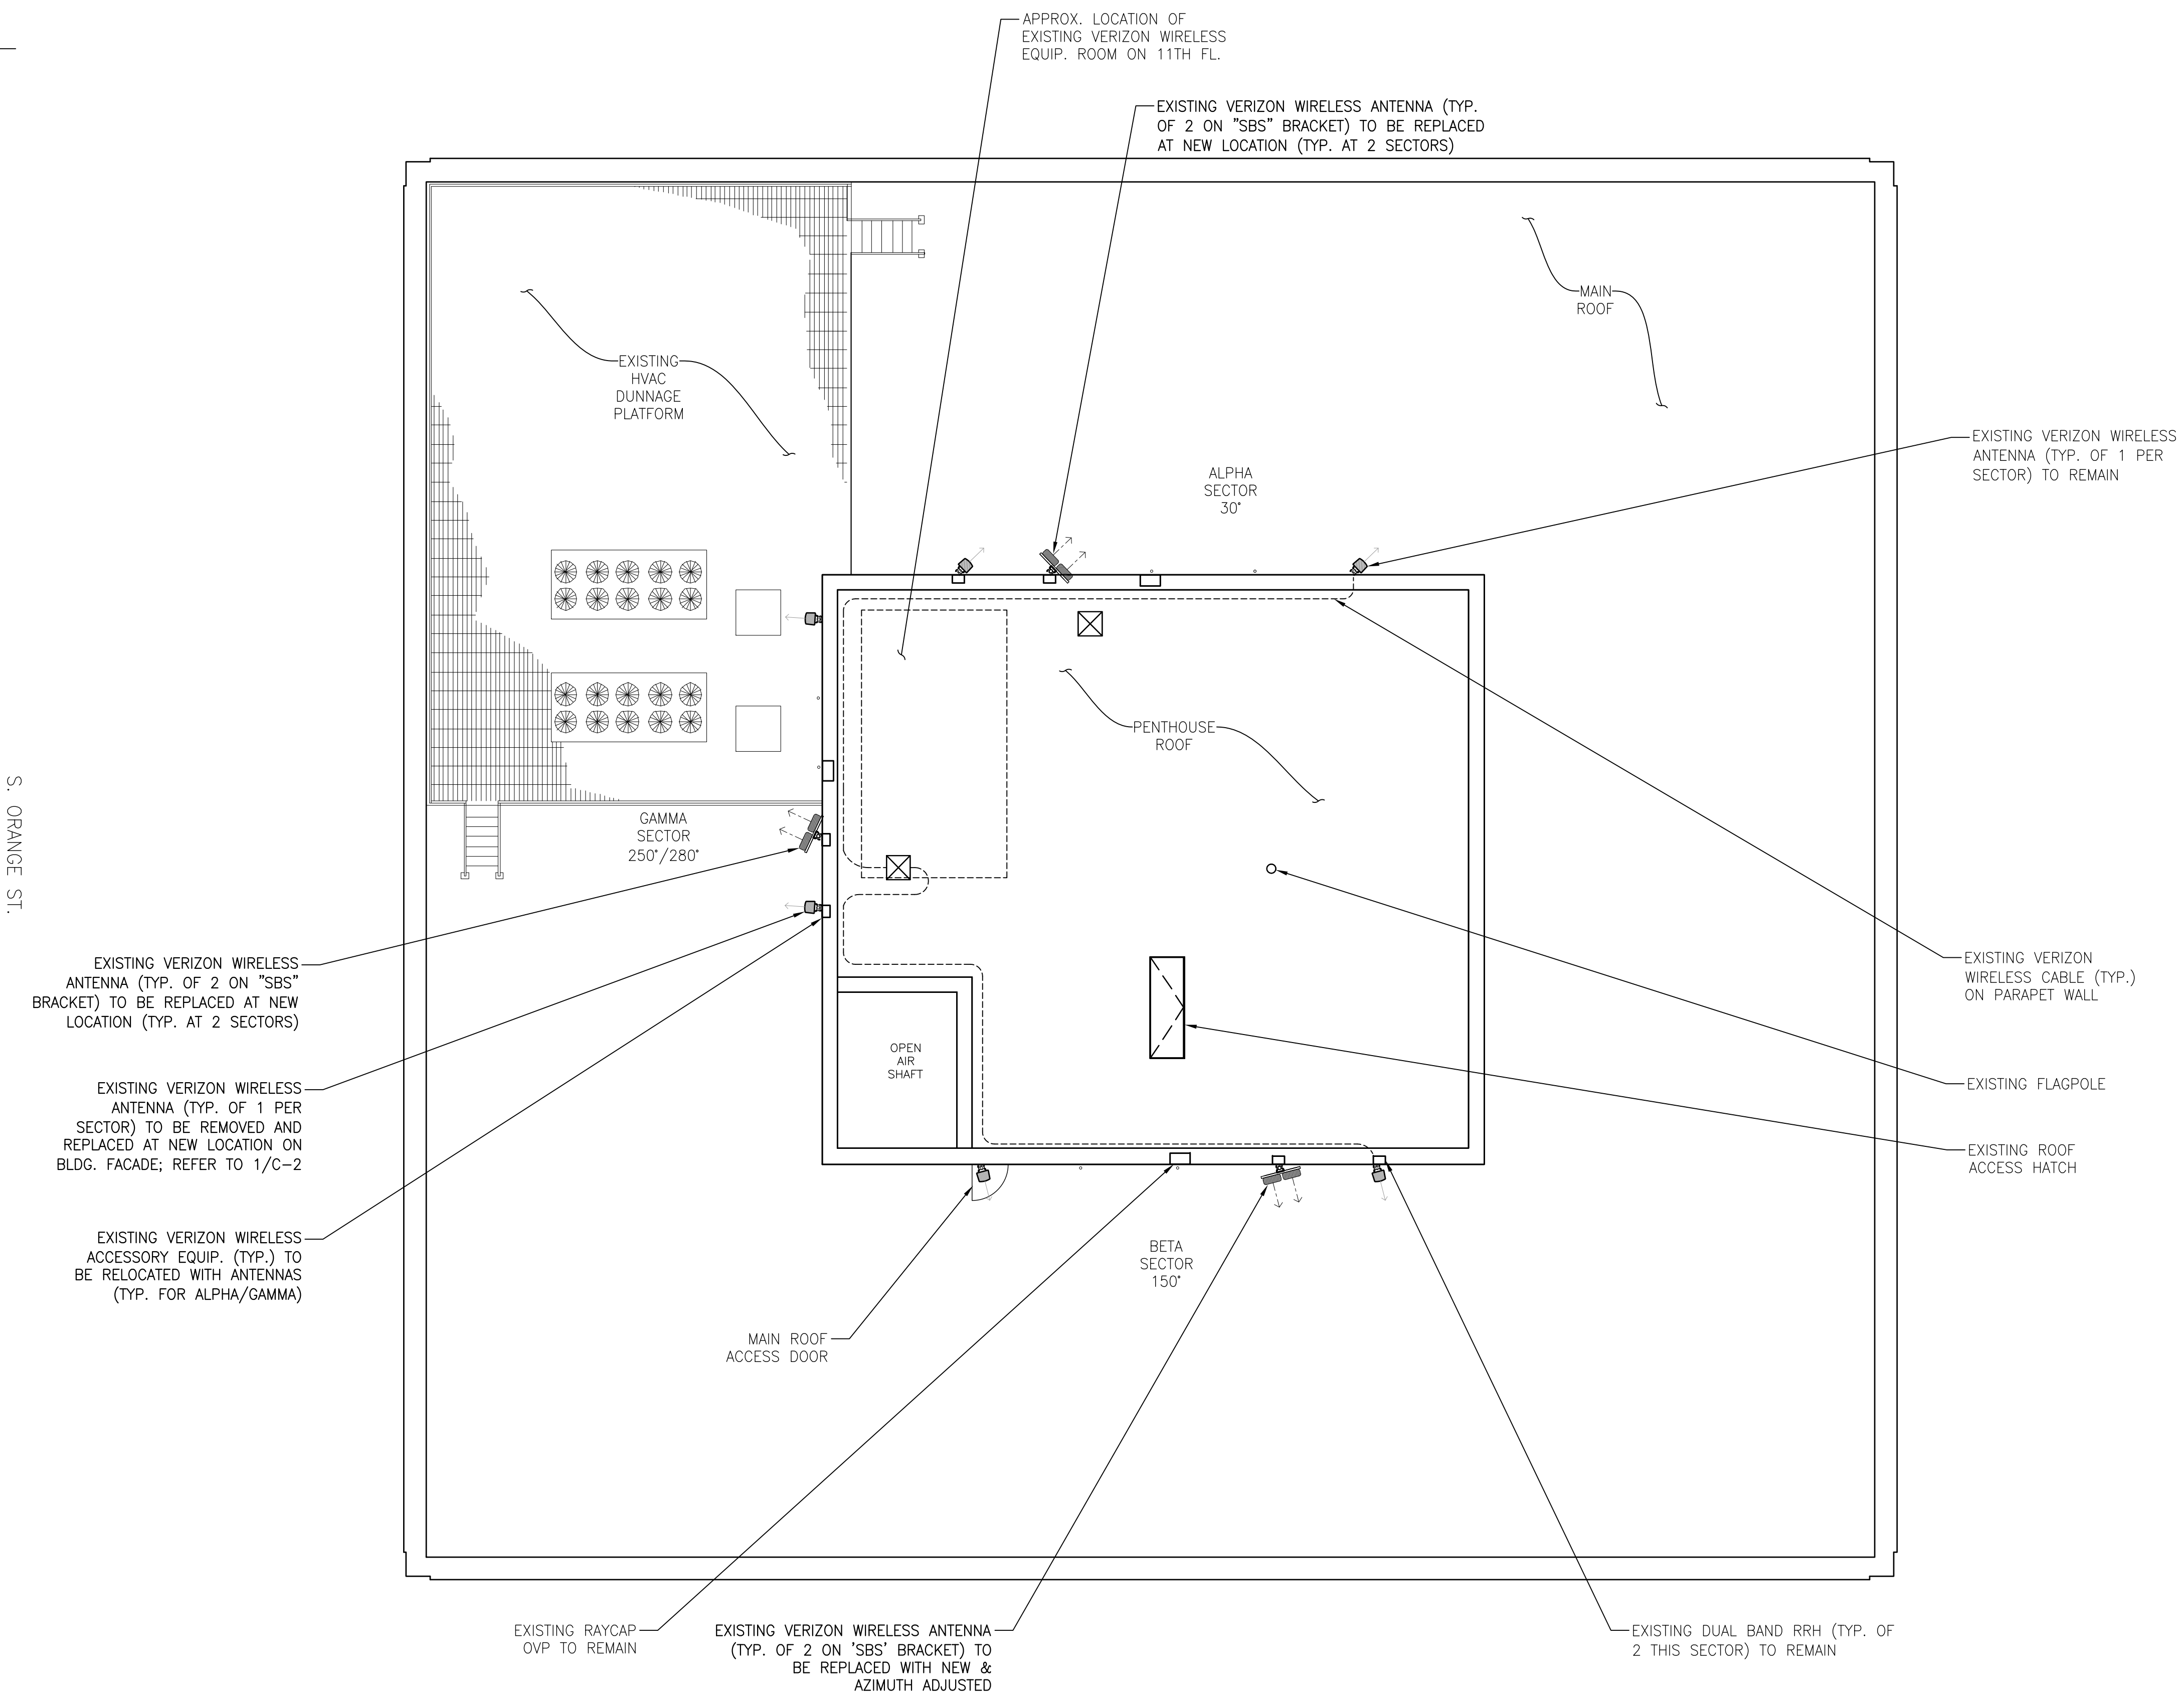 APPROX. LOCATION OF
EXISTING VERIZON WIRELESS
EQUIP. ROOM ON 11TH FL.
EXISTING VERIZON WIRELESS ANTENNA (TYP.
OF 2 ON "SBS" BRACKET) TO BE REPLACED
AT NEW LOCATION (TYP. AT 2 SECTORS)
MAIN
ROOF
EXISTING
HVAC
DUNNAGE
PLATFORM
EXISTING VERIZON WIRELESS
ANTENNA (TYP. OF 1 PER
SECTOR) TO REMAIN
ALPHA
SECTOR
30°
PENTHOUSE
ROOF
S. ORANGE ST.
GAMMA
SECTOR
250°/280°
EXISTING VERIZON WIRELESS
ANTENNA (TYP. OF 2 ON "SBS"
BRACKET) TO BE REPLACED AT NEW
LOCATION (TYP. AT 2 SECTORS)
EXISTING VERIZON
WIRELESS CABLE (TYP.)
ON PARAPET WALL
OPEN
AIR
SHAFT
EXISTING VERIZON WIRELESS
ANTENNA (TYP. OF 1 PER
SECTOR) TO BE REMOVED AND
REPLACED AT NEW LOCATION ON
BLDG. FACADE; REFER TO 1/C-2
EXISTING FLAGPOLE
EXISTING ROOF
ACCESS HATCH
EXISTING VERIZON WIRELESS
ACCESSORY EQUIP. (TYP.) TO
BE RELOCATED WITH ANTENNAS
(TYP. FOR ALPHA/GAMMA)
BETA
SECTOR
150°
MAIN ROOF
ACCESS DOOR
EXISTING RAYCAP
OVP TO REMAIN
EXISTING VERIZON WIRELESS ANTENNA
(TYP. OF 2 ON 'SBS' BRACKET) TO
BE REPLACED WITH NEW &
AZIMUTH ADJUSTED
EXISTING DUAL BAND RRH (TYP. OF
2 THIS SECTOR) TO REMAIN